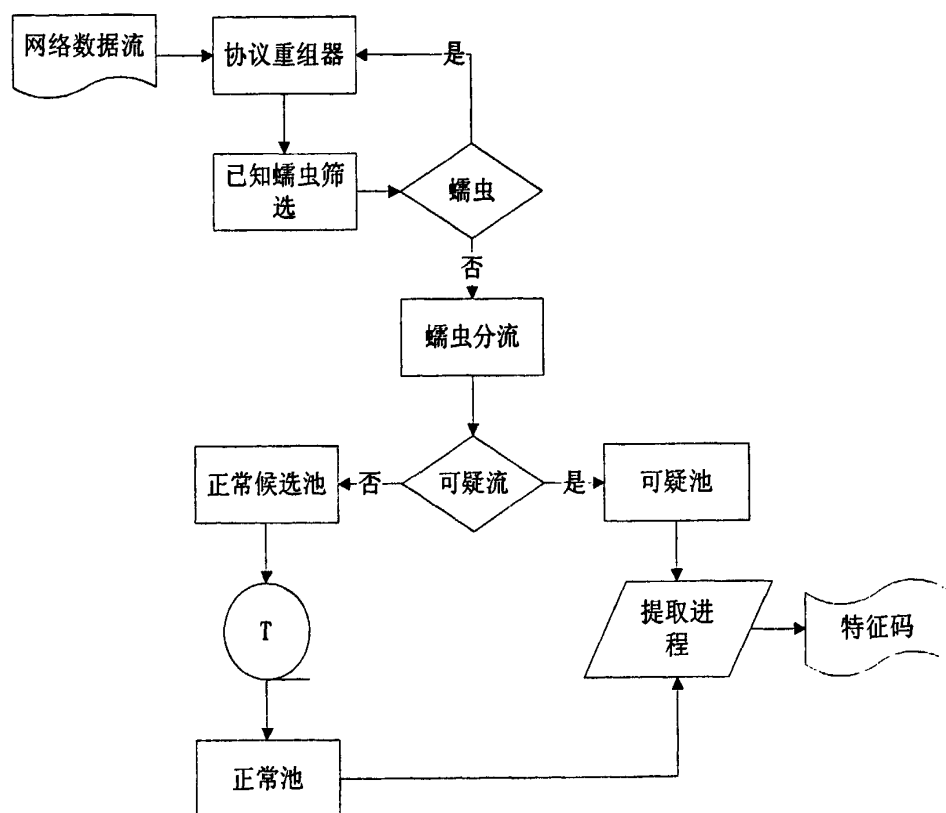 网络数据流
协议重组器
是
已知蠕虫筛
选
蠕虫
否
蠕虫分流
正常候选池
否
可疑流
是
可疑池
T
提取进
程
特征码
正常池